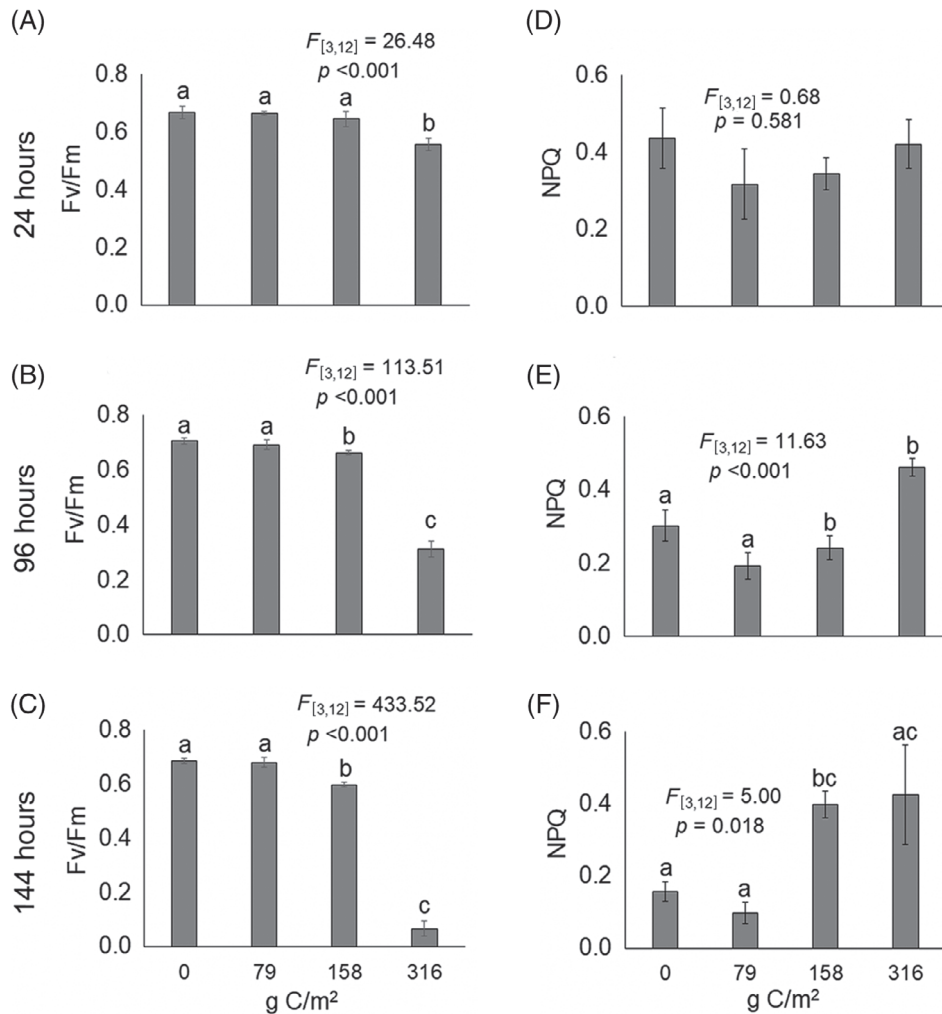 (A)
F[3,12] = 26.48
p <0.001
24 hours
Fv/Fm
0.8
0.6
0.4
0.2
0.0
a a a b
(D)
F[3,12] = 0.68
p = 0.581
NPQ
0.6
0.4
0.2
0.0
(B)
F[3,12] = 113.51
p <0.001
96 hours
Fv/Fm
0.8
0.6
0.4
0.2
0.0
a a b c
(E)
F[3,12] = 11.63
p <0.001
NPQ
0.6
0.4
0.2
0.0
a a b b
(C)
F[3,12] = 433.52
p <0.001
144 hours
Fv/Fm
0.8
0.6
0.4
0.2
0.0
a a b c
0 79 158 316
g C/m²
(F)
F[3,12] = 5.00
p = 0.018
NPQ
0.6
0.4
0.2
0.0
a a bc ac
0 79 158 316
g C/m²